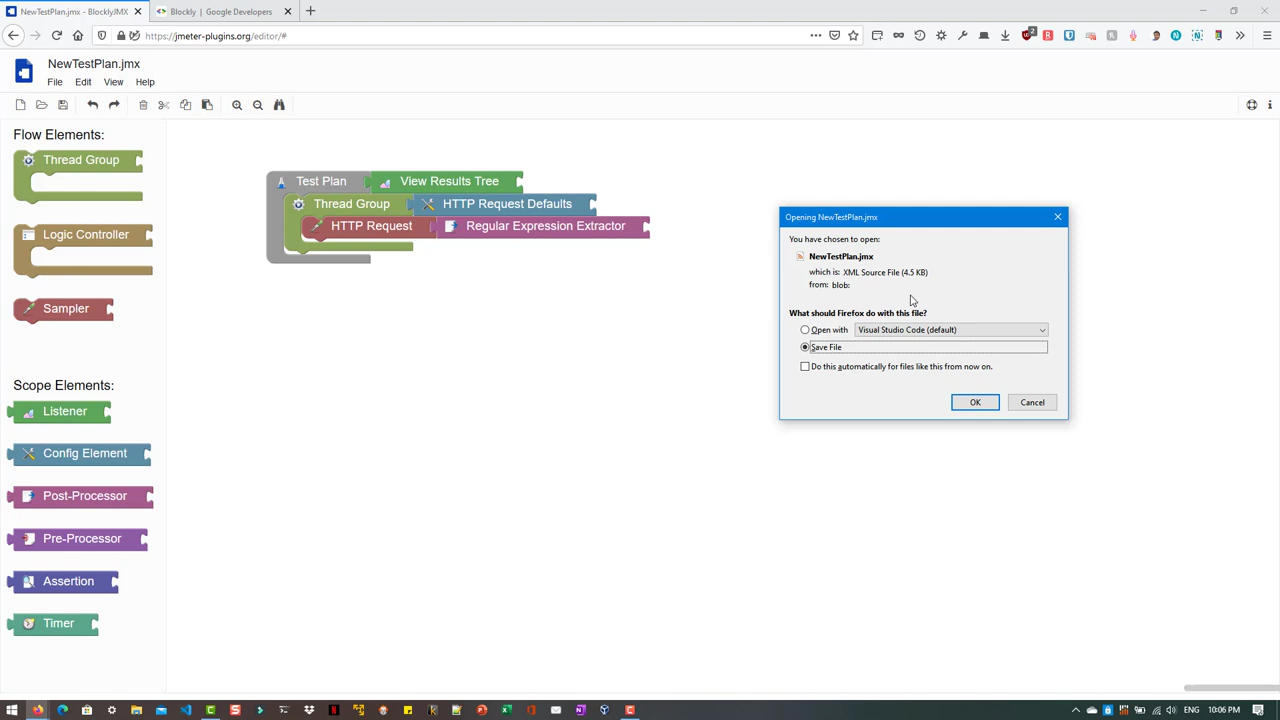 NewTestPlan.jmx - BlocklyJMX
Blockly | Google Developers
https://jmeter-plugins.org/editor/#
2
NewTestPlan.jmx
File Edit View Help
Flow Elements:
Thread Group
Logic Controller
Sampler
Scope Elements:
Listener
Config Element
Post-Processor
Pre-Processor
Assertion
Timer
Test Plan View Results Tree
Thread Group HTTP Request Defaults
HTTP Request Regular Expression Extractor
Opening NewTestPlan.jmx
You have chosen to open:
NewTestPlan.jmx
which is: XML Source File (4.5 KB)
from: blob:
What should Firefox do with this file?
Open with Visual Studio Code (default)
Save File
Do this automatically for files like this from now on.
OK Cancel
ENG 10:06 PM